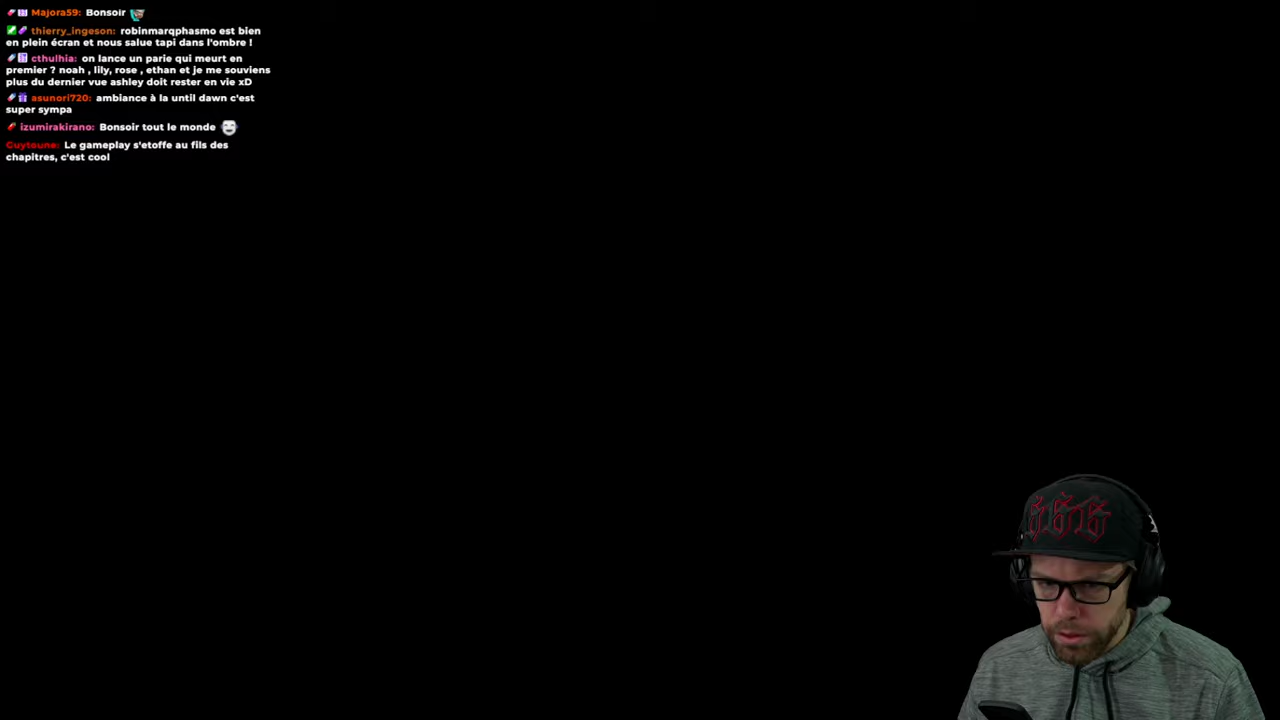 Majora59: Bonsoir
thierry_ingeson: robinmarqphasmo est bien
en plein écran et nous salue tapi dans l'ombre !
cthulhia: on lance un parie qui meurt en
premier ? noah , lily, rose , ethan et je me souviens
plus du dernier vue ashley doit rester en vie xD
asunori720: ambiance à la until dawn c'est
super sympa
izumirakirano: Bonsoir tout le monde
Guytoune: Le gameplay s'etoffe au fils des
chapitres, c'est cool
666